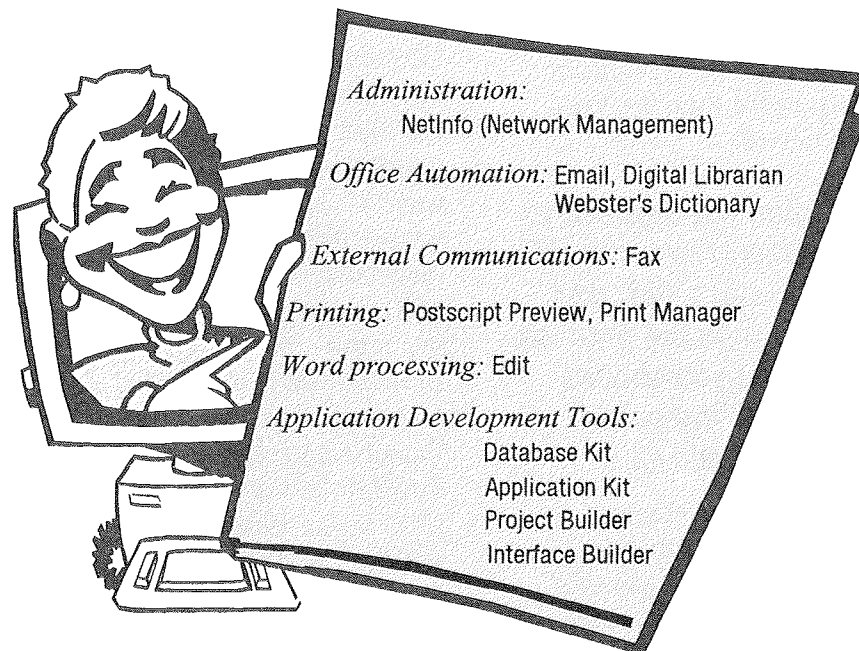 Administration:
NetInfo (Network Management)
Office Automation: Email, Digital Librarian
Webster's Dictionary
External Communications: Fax
Printing: Postscript Preview, Print Manager
Word processing: Edit
Application Development Tools:
Database Kit
Application Kit
Project Builder
Interface Builder